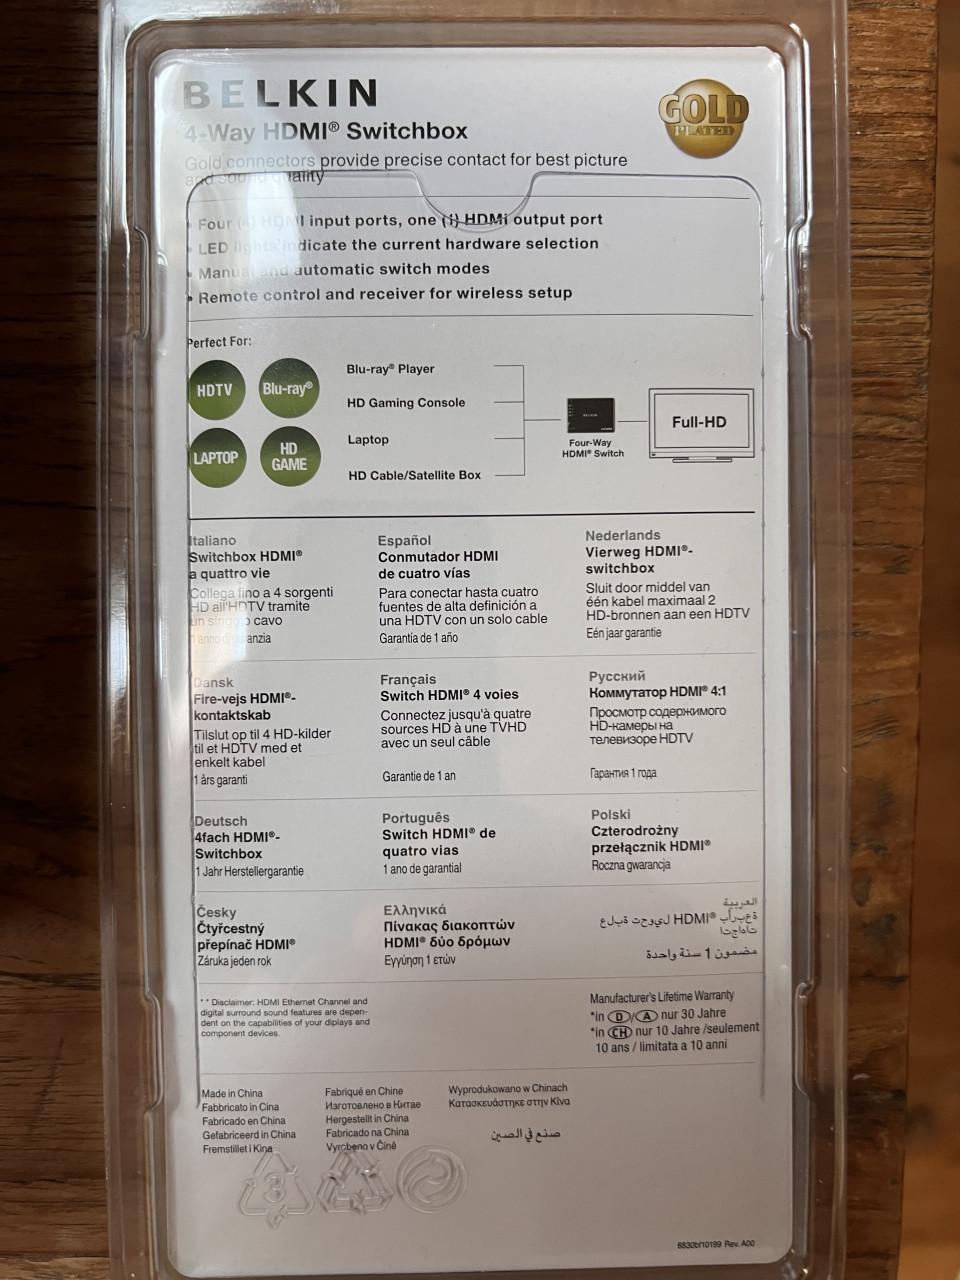 BELKIN
GOLD
PLATED
4-Way HDMI® Switchbox
Gold connectors provide precise contact for best picture
and sound quality
• Four (4) HDMI input ports, one (1) HDMI output port
• LED lights indicate the current hardware selection
• Manual and automatic switch modes
• Remote control and receiver for wireless setup
Perfect For:
HDTV
Blu-ray®
LAPTOP
HD
GAME
Blu-ray® Player
HD Gaming Console
Laptop
HD Cable/Satellite Box
BELKIN
Four-Way
HDMI® Switch
Full-HD
Italiano
Switchbox HDMI®
a quattro vie
Collega fino a 4 sorgenti
HD all'HDTV tramite
un singolo cavo
1 anno di garanzia
Español
Conmutador HDMI
de cuatro vías
Para conectar hasta cuatro
fuentes de alta definición a
una HDTV con un solo cable
Garantía de 1 año
Nederlands
Vierweg HDMI®-
switchbox
Sluit door middel van
één kabel maximaal 2
HD-bronnen aan een HDTV
Eén jaar garantie
Dansk
Fire-vejs HDMI®-
kontaktskab
Tilslut op til 4 HD-kilder
til et HDTV med et
enkelt kabel
1 års garanti
Français
Switch HDMI® 4 voies
Connectez jusqu'à quatre
sources HD à une TVHD
avec un seul câble
Garantie de 1 an
Русский
Коммутатор HDMI® 4:1
Просмотр содержимого
HD-камеры на
телевизоре HDTV
Гарантия 1 года
Deutsch
4fach HDMI®-
Switchbox
1 Jahr Herstellergarantie
Português
Switch HDMI® de
quatro vias
1 ano de garantial
Polski
Czterodrożny
przełącznik HDMI®
Roczna gwarancja
Česky
Čtyřcestný
přepínač HDMI®
Záruka jeden rok
Ελληνικά
Πίνακας διακοπτών
HDMI® δύο δρόμων
Εγγύηση 1 ετών
العربية
HDMI®
مضمون 1 سنة واحدة
** Disclaimer: HDMI Ethernet Channel and
digital surround sound features are depen-
dent on the capabilities of your diplays and
component devices.
Manufacturer's Lifetime Warranty
*in D/A nur 30 Jahre
*in CH nur 10 Jahre /seulement
10 ans / limitata a 10 anni
Made in China
Fabbricato in Cina
Fabricado en China
Gefabriceerd in China
Fremstillet i Kina
Fabriqué en Chine
Изготовлено в Китае
Hergestellt in China
Fabricado na China
Vyrobeno v Číně
Wyprodukowano w Chinach
Κατασκευάστηκε στην Κίνα
صنع في الصين
3
8830bf10199 Rev. A00